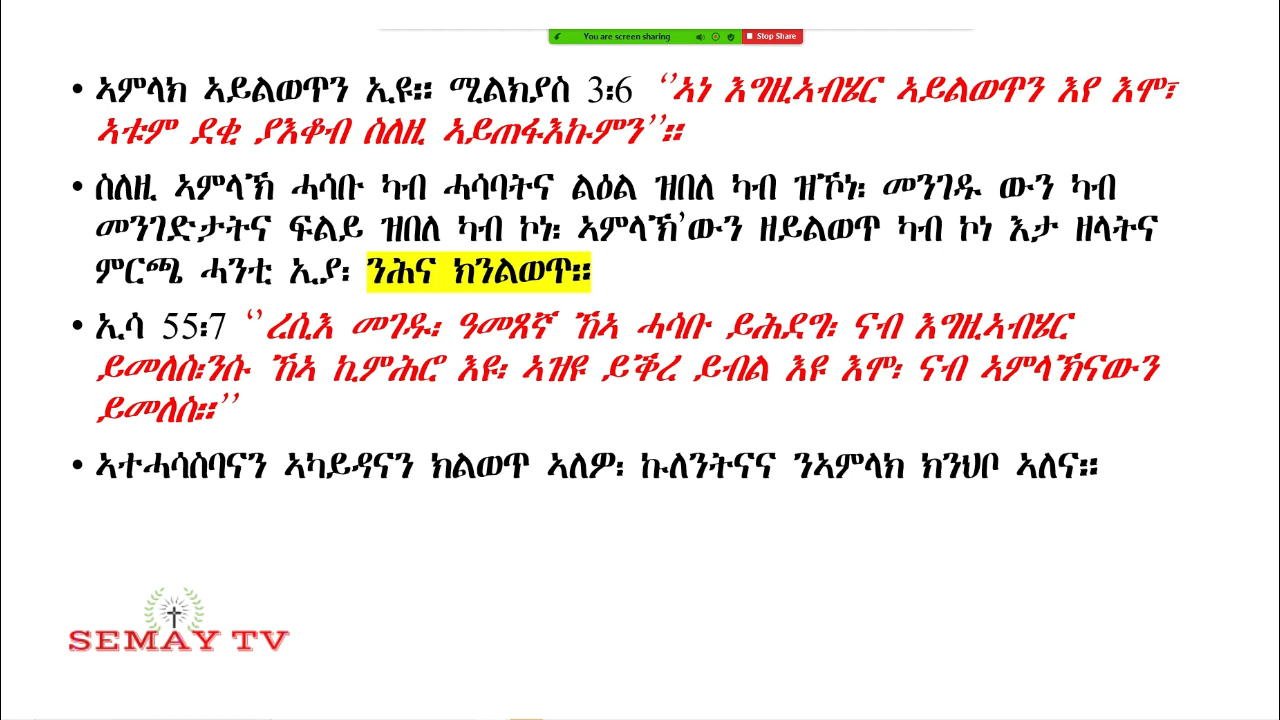 You are screen sharing
Stop Share
• ኣምላክ ኣይልወጥን ኢዩ። ሚልክያስ 3፡6 ‘’ኣነ እግዚኣብሄር ኣይልወጥን እየ እሞ፣
ኣቱም ደቂ ያእቆብ ስለዚ ኣይጠፋእኩምን’’።
• ስለዚ ኣምላኽ ሓሳቡ ካብ ሓሳባትና ልዕል ዝበለ ካብ ዝኾነ፡ መንገዱ ውን ካብ
መንገድታትና ፍልይ ዝበለ ካብ ኮነ፡ ኣምላኽ’ውን ዘይልወጥ ካብ ኮነ እታ ዘላትና
ምርጫ ሓንቲ ኢያ፡ ንሕና ክንልወጥ።
• ኢሳ 55፡7 ‘’ረሲእ መገዱ፡ ዓመጸኛ ኸኣ ሓሳቡ ይሕደግ፡ ናብ እግዚኣብሄር
ይመለስ፡ንሱ ኸኣ ኪምሕሮ እዩ፡ ኣዝዩ ይቕረ ይብል እዩ እሞ፡ ናብ ኣምላኽናውን
ይመለስ።’’
• ኣተሓሳስባናን ኣካይዳናን ክልወጥ ኣለዎ፡ ኩለንትናና ንኣምላክ ክንህቦ ኣለና።
SEMAY TV